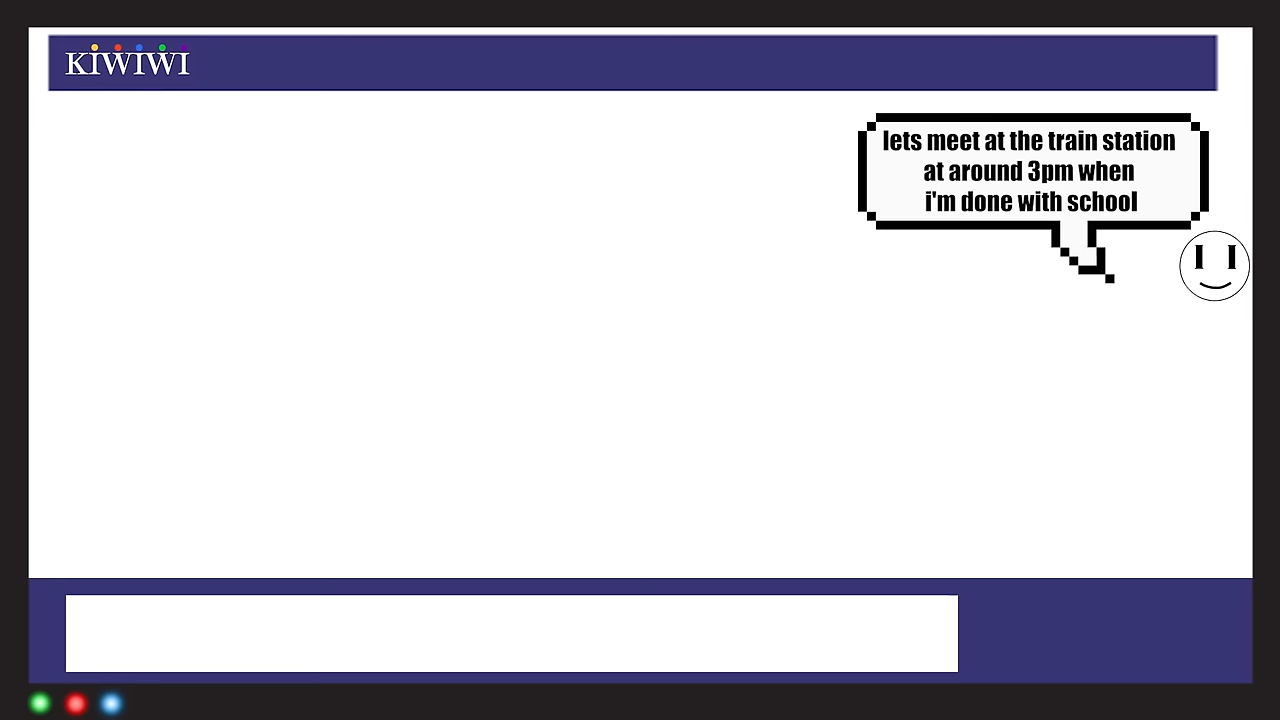 KIWIWI
lets meet at the train station
at around 3pm when
i'm done with school